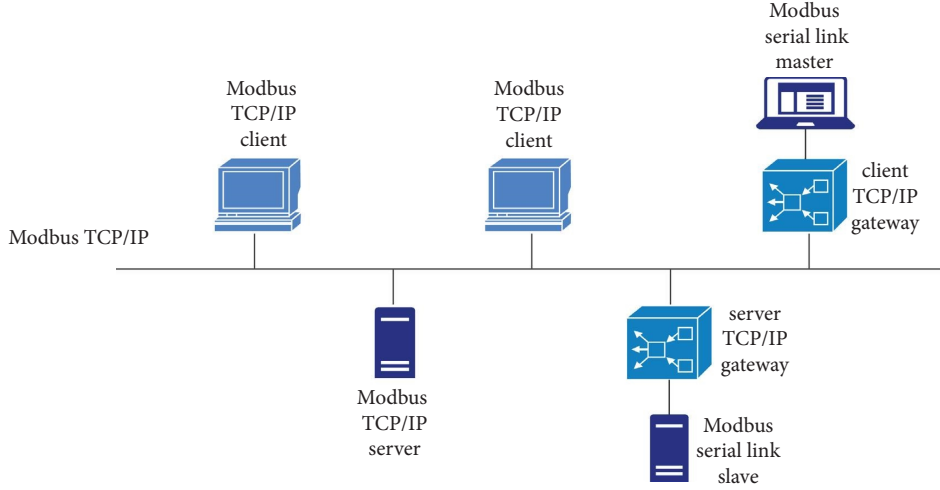 Modbus
serial link
master
Modbus
TCP/IP
client
Modbus
TCP/IP
client
client
TCP/IP
gateway
Modbus TCP/IP
server
TCP/IP
gateway
Modbus
TCP/IP
server
Modbus
serial link
slave